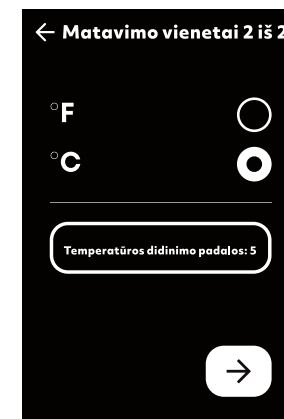 ← Matavimo vienetai 2 iš 2
°F
°C
Temperatūros didinimo padalos: 5
→